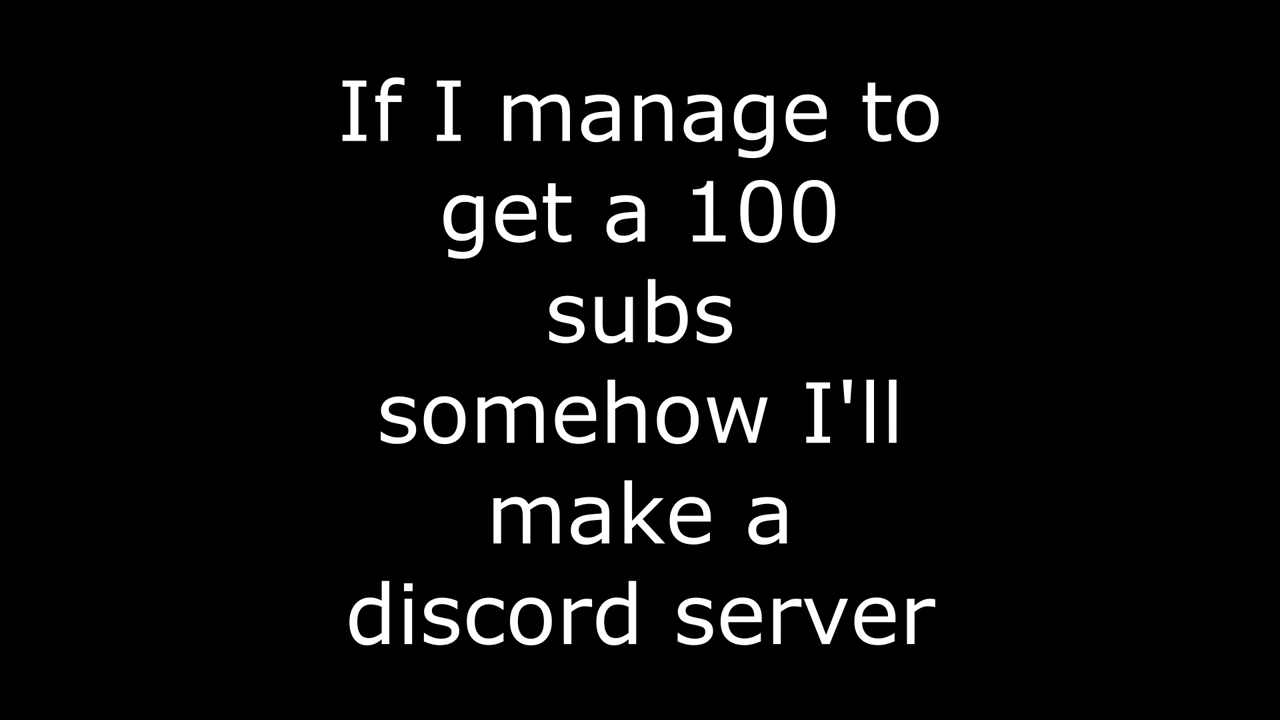 If I manage to
get a 100
subs
somehow I'll
make a
discord server